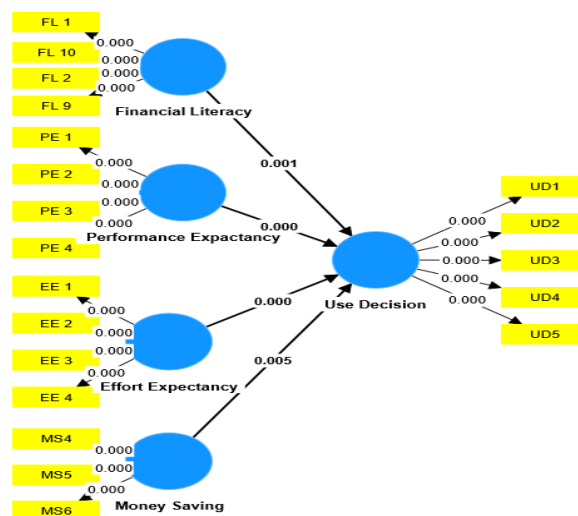 FL 1
0.000
FL 10
0.000
FL 2
0.000
0.000
FL 9
Financial Literacy
PE 1
0.000
PE 2
0.000
0.000
PE 3
0.000
PE 4
Performance Expactancy
EE 1
0.000
EE 2
0.000
0.000
EE 3
0.000
EE 4
Effort Expectancy
MS4
0.000
0.000
MS5
0.000
MS6
Money Saving
0.001
0.000
0.000
0.005
Use Decision
0.000
0.000
0.000
0.000
0.000
UD1
UD2
UD3
UD4
UD5